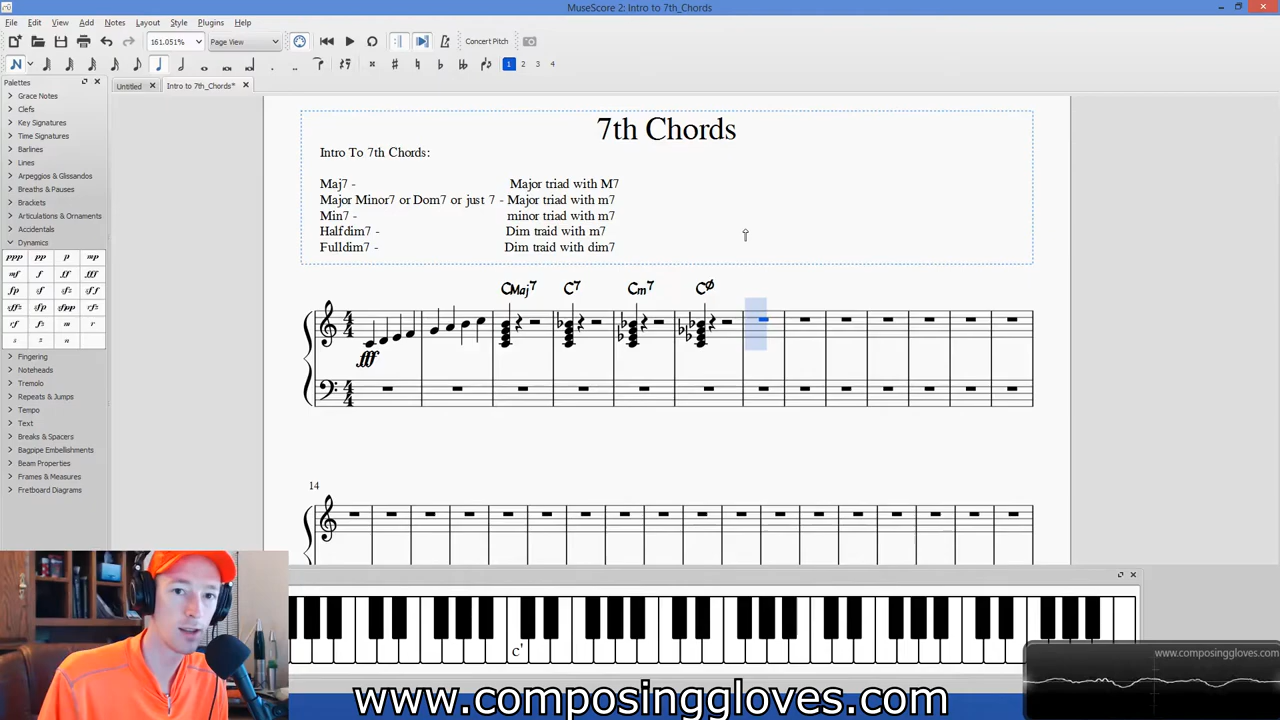 MuseScore 2: Intro to 7th_Chords
File Edit View Add Notes Layout Style Plugins Help
161.051% Page View Concert Pitch
1 2 3 4
Palettes
Untitled
Intro to 7th_Chords*
Grace Notes
Clefs
Key Signatures
Time Signatures
Barlines
Lines
Arpeggios & Glissandos
Breaths & Pauses
Brackets
Articulations & Ornaments
Accidentals
Dynamics
ppp pp p mp
mf f ff fff
fp sf sfz sff
sffz sfp sfpp rfz
rf fz m r
s z n
Fingering
Noteheads
Tremolo
Repeats & Jumps
Tempo
Text
Breaks & Spacers
Bagpipe Embellishments
Beam Properties
Frames & Measures
Fretboard Diagrams
7th Chords
Intro To 7th Chords:
Maj7 - Major triad with M7
Major Minor7 or Dom7 or just 7 - Major triad with m7
Min7 - minor triad with m7
Halfdim7 - Dim traid with m7
Fulldim7 - Dim traid with dim7
CMaj7 C7 Cm7 CØ
fff
14
c'
www.composinggloves.com
www.composinggloves.com